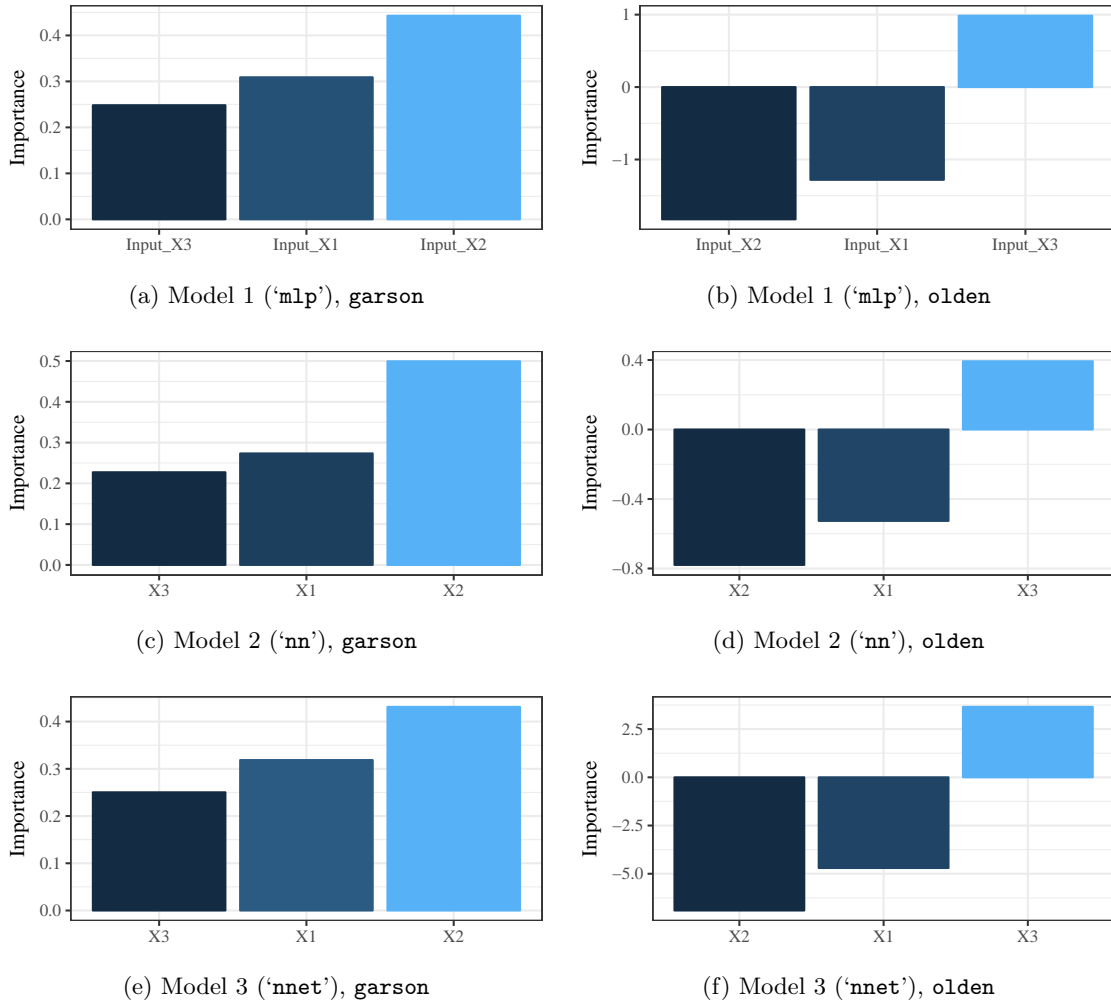 0.4
0.3
0.2
0.1
0.0
Importance
Input_X3 Input_X1 Input_X2
(a) Model 1 (‘mlp’), garson
1
0
−1
Importance
Input_X2 Input_X1 Input_X3
(b) Model 1 (‘mlp’), olden
0.5
0.4
0.3
0.2
0.1
0.0
Importance
X3 X1 X2
(c) Model 2 (‘nn’), garson
0.4
0.0
−0.4
−0.8
Importance
X2 X1 X3
(d) Model 2 (‘nn’), olden
0.4
0.3
0.2
0.1
0.0
Importance
X3 X1 X2
(e) Model 3 (‘nnet’), garson
2.5
0.0
−2.5
−5.0
Importance
X2 X1 X3
(f) Model 3 (‘nnet’), olden